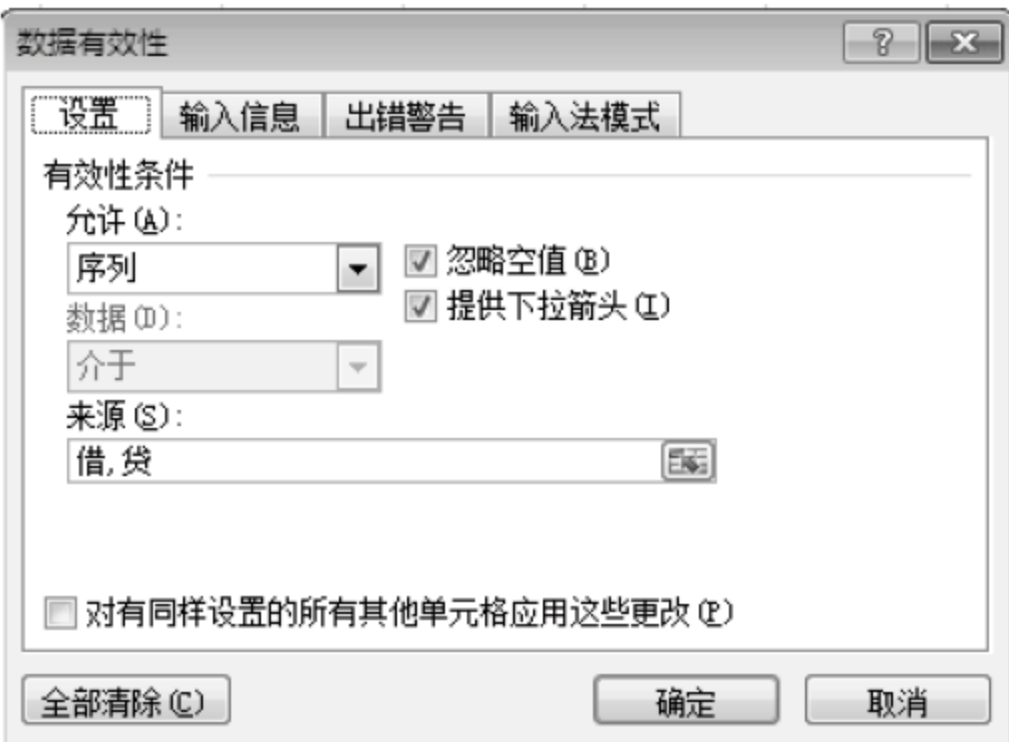 数据有效性
设置 输入信息 出错警告 输入法模式
有效性条件
允许(A):
序列 忽略空值(B)
数据(D): 提供下拉箭头(I)
介于
来源(S):
借,贷
对有同样设置的所有其他单元格应用这些更改(P)
全部清除(C) 确定 取消